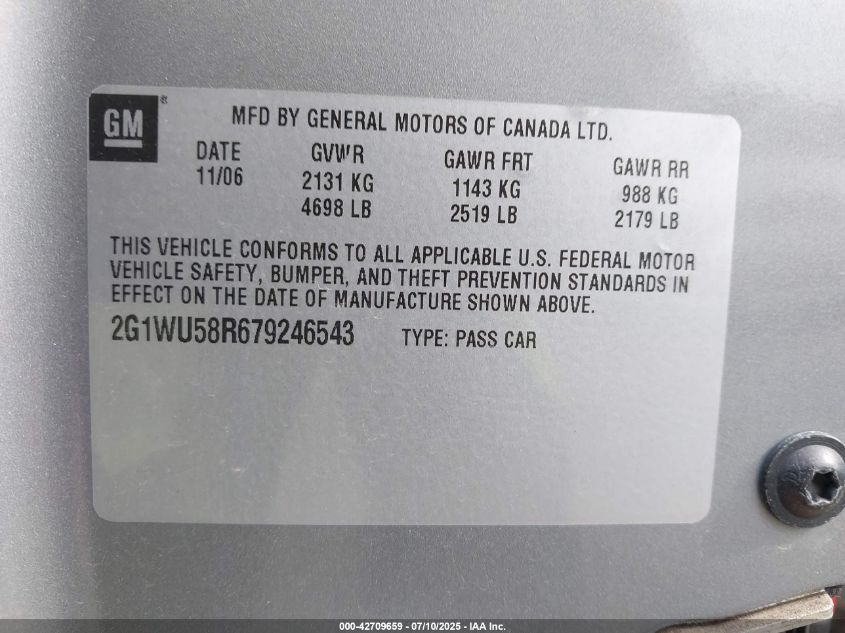 GM ®
MFD BY GENERAL MOTORS OF CANADA LTD.
DATE GVWR GAWR FRT GAWR RR
11/06 2131 KG 1143 KG 988 KG
4698 LB 2519 LB 2179 LB
THIS VEHICLE CONFORMS TO ALL APPLICABLE U.S. FEDERAL MOTOR
VEHICLE SAFETY, BUMPER, AND THEFT PREVENTION STANDARDS IN
EFFECT ON THE DATE OF MANUFACTURE SHOWN ABOVE.
2G1WU58R679246543 TYPE: PASS CAR
000-42709659 - 07/10/2025 - IAA Inc.